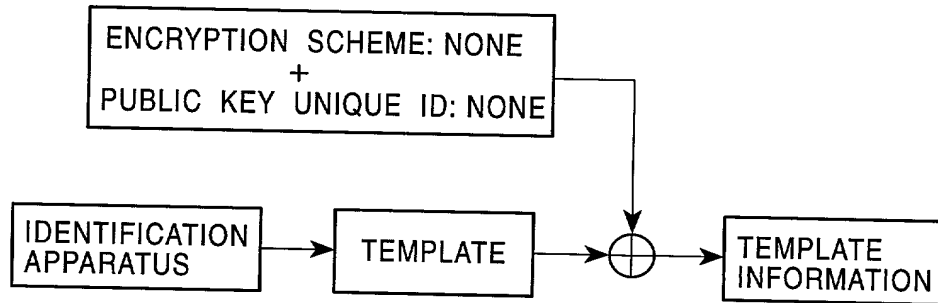 ENCRYPTION SCHEME: NONE
+
PUBLIC KEY UNIQUE ID: NONE
IDENTIFICATION
APPARATUS
TEMPLATE
TEMPLATE
INFORMATION